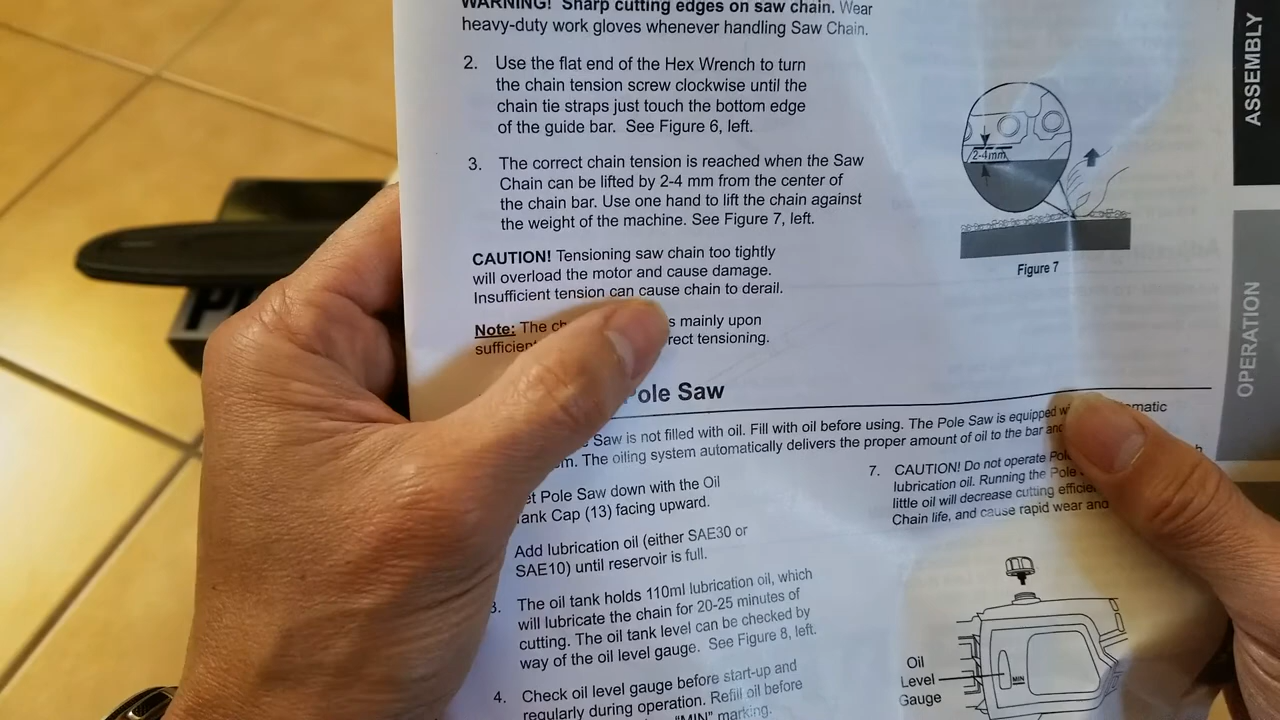 WARNING! Sharp cutting edges on saw chain. Wear
heavy-duty work gloves whenever handling Saw Chain.
2. Use the flat end of the Hex Wrench to turn
the chain tension screw clockwise until the
chain tie straps just touch the bottom edge
of the guide bar. See Figure 6, left.
3. The correct chain tension is reached when the Saw
Chain can be lifted by 2-4 mm from the center of
the chain bar. Use one hand to lift the chain against
the weight of the machine. See Figure 7, left.
CAUTION! Tensioning saw chain too tightly
will overload the motor and cause damage.
Insufficient tension can cause chain to derail.
Note: The mainly upon
tensioning.
2-4mm
Figure 7
ASSEMBLY
OPERATION
Pole Saw
Saw is not filled with oil. Fill with oil before using. The Pole Saw is equipped
The oiling system automatically delivers the proper amount of oil to the bar
Pole Saw down with the Oil
Tank Cap (13) facing upward.
Add lubrication oil (either SAE30 or
SAE10) until reservoir is full.
3. The oil tank holds 110ml lubrication oil, which
will lubricate the chain for 20-25 minutes of
cutting. The oil tank level can be checked by
way of the oil level gauge. See Figure 8, left.
4. Check oil level gauge before start-up and
regularly during operation. Refill oil before
"MIN" marking.
7. CAUTION! Do not operate
lubrication oil. Running the Pole
little oil will decrease cutting
Chain life, and cause rapid wear and
Oil
Level
Gauge
MIN